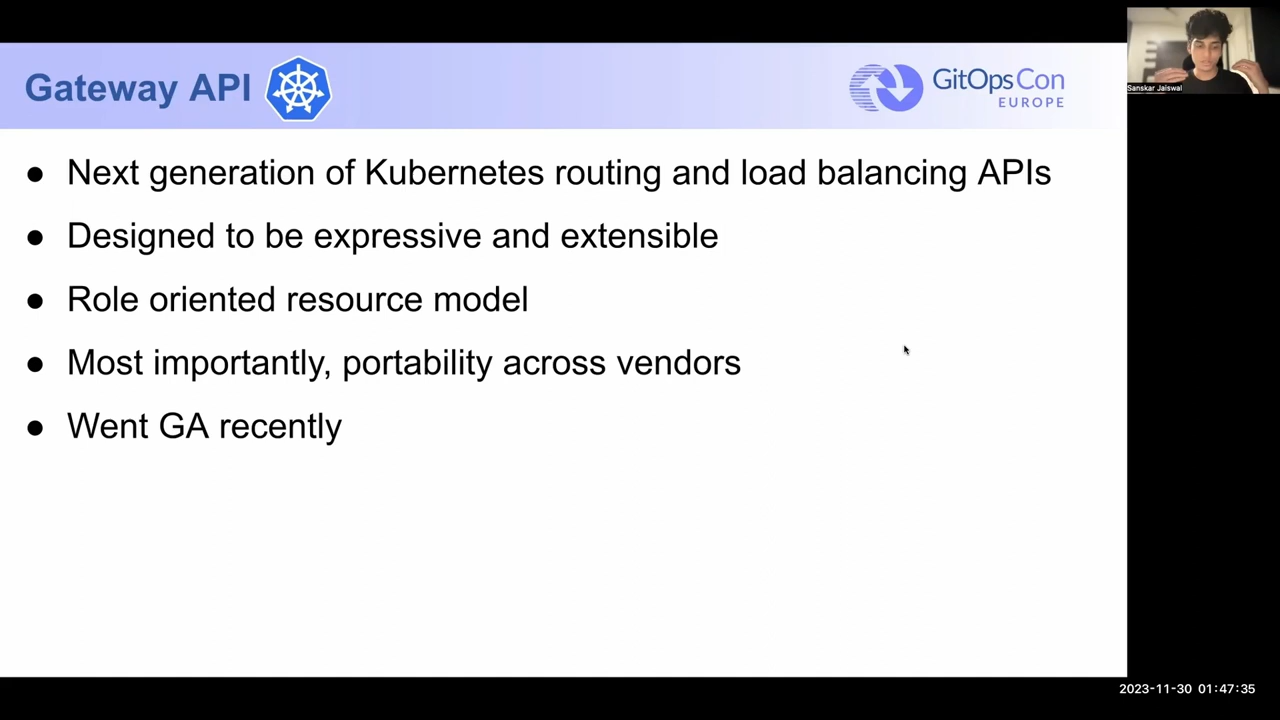 Gateway API
GitOpsCon
EUROPE
Sanskar Jaiswal
● Next generation of Kubernetes routing and load balancing APIs
● Designed to be expressive and extensible
● Role oriented resource model
● Most importantly, portability across vendors
● Went GA recently
2023-11-30 01:47:35